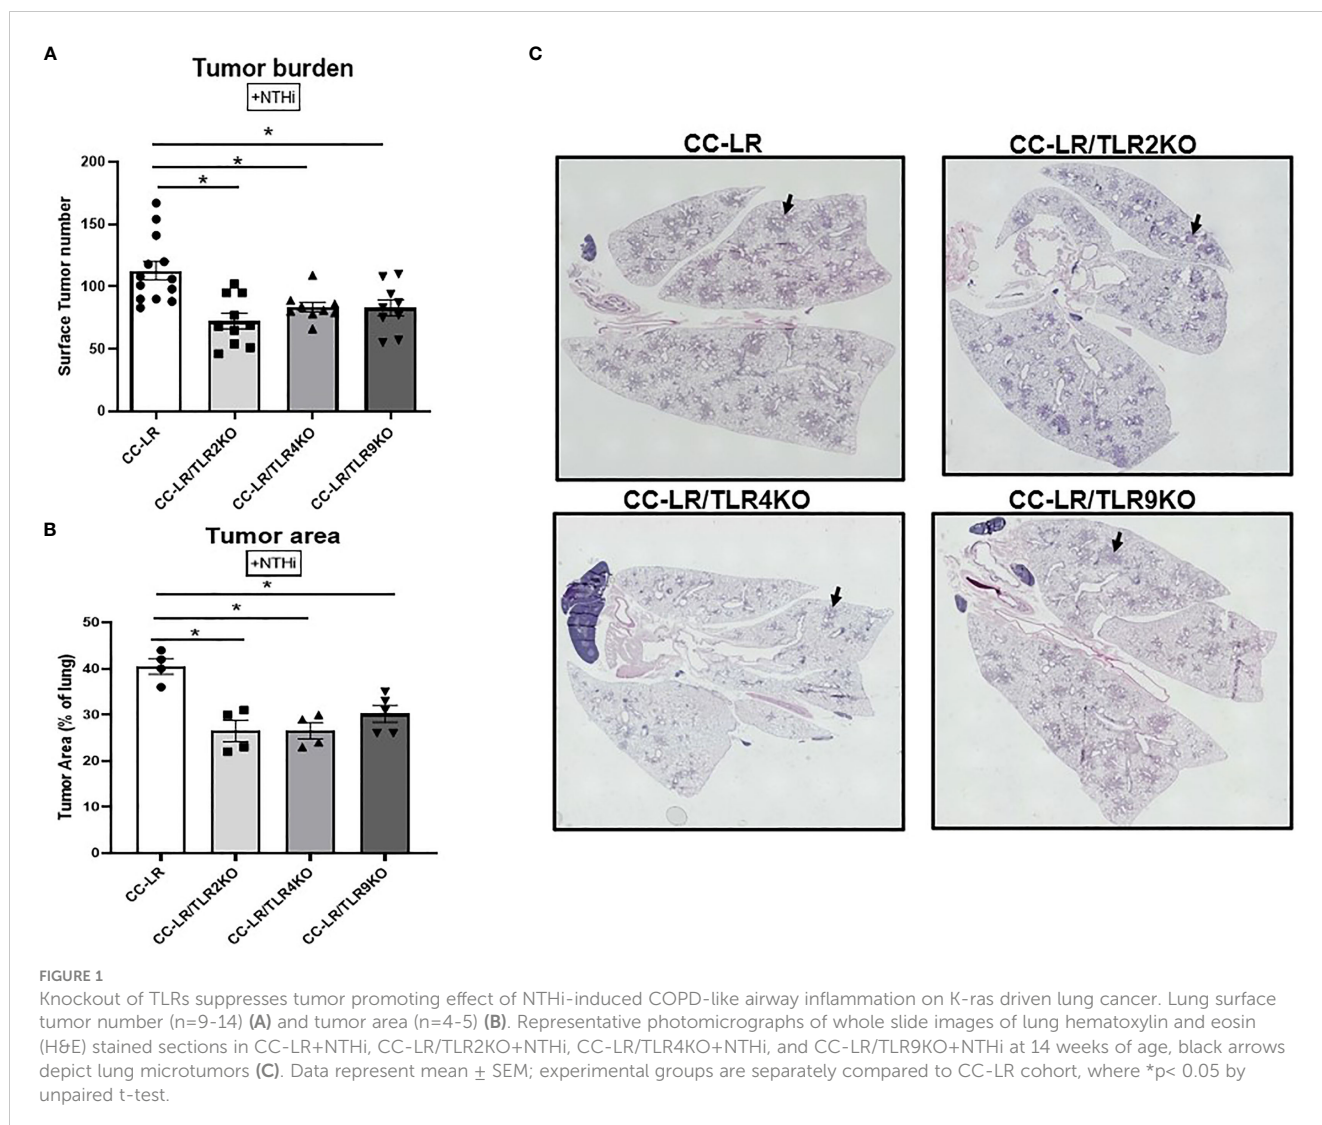 A
Tumor burden
+NTHi
*
*
*
Surface Tumor number
200
150
100
50
0
CC-LR
CC-LR/TLR2KO
CC-LR/TLR4KO
CC-LR/TLR9KO
B
Tumor area
+NTHi
*
*
*
Tumor Area (% of lung)
50
40
30
20
10
0
CC-LR
CC-LR/TLR2KO
CC-LR/TLR4KO
CC-LR/TLR9KO
C
CC-LR
CC-LR/TLR2KO
CC-LR/TLR4KO
CC-LR/TLR9KO
FIGURE 1
Knockout of TLRs suppresses tumor promoting effect of NTHi-induced COPD-like airway inflammation on K-ras driven lung cancer. Lung surface
tumor number (n=9-14) (A) and tumor area (n=4-5) (B). Representative photomicrographs of whole slide images of lung hematoxylin and eosin
(H&E) stained sections in CC-LR+NTHi, CC-LR/TLR2KO+NTHi, CC-LR/TLR4KO+NTHi, and CC-LR/TLR9KO+NTHi at 14 weeks of age, black arrows
depict lung microtumors (C). Data represent mean ± SEM; experimental groups are separately compared to CC-LR cohort, where *p< 0.05 by
unpaired t-test.